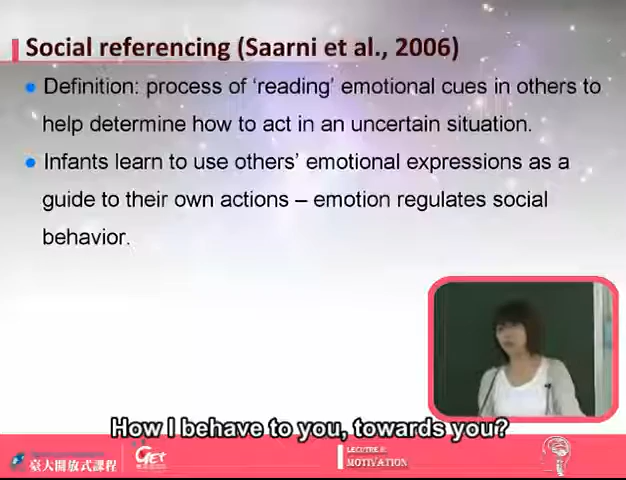 Social referencing (Saarni et al., 2006)
Definition: process of ‘reading’ emotional cues in others to
help determine how to act in an uncertain situation.
Infants learn to use others’ emotional expressions as a
guide to their own actions – emotion regulates social
behavior.
How I behave to you, towards you?
臺大開放式課程
GET
MOTIVATION